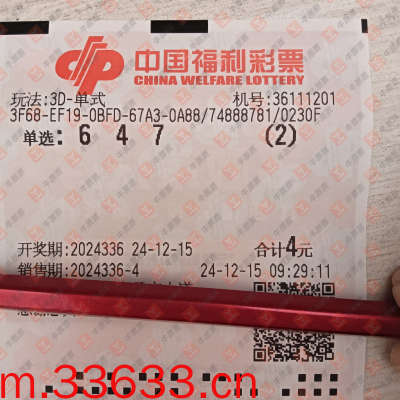 中国福利彩票
CHINA WELFARE LOTTERY
玩法:3D-单式 机号:36111201
3F68-EF19-0BFD-67A3-0A88/74888781/0230F
单选: 6 4 7 (2)
开奖期:2024336 24-12-15 合计4元
销售期:2024336-4 24-12-15 09:29:11
m.33633.cn